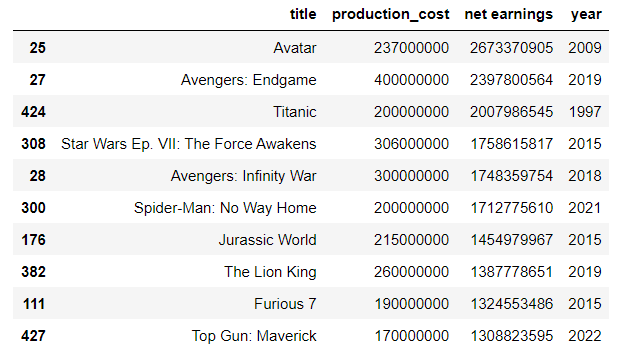 title production_cost net earnings year
25 Avatar 237000000 2673370905 2009
27 Avengers: Endgame 400000000 2397800564 2019
424 Titanic 200000000 2007986545 1997
308 Star Wars Ep. VII: The Force Awakens 306000000 1758615817 2015
28 Avengers: Infinity War 300000000 1748359754 2018
300 Spider-Man: No Way Home 200000000 1712775610 2021
176 Jurassic World 215000000 1454979967 2015
382 The Lion King 260000000 1387778651 2019
111 Furious 7 190000000 1324553486 2015
427 Top Gun: Maverick 170000000 1308823595 2022